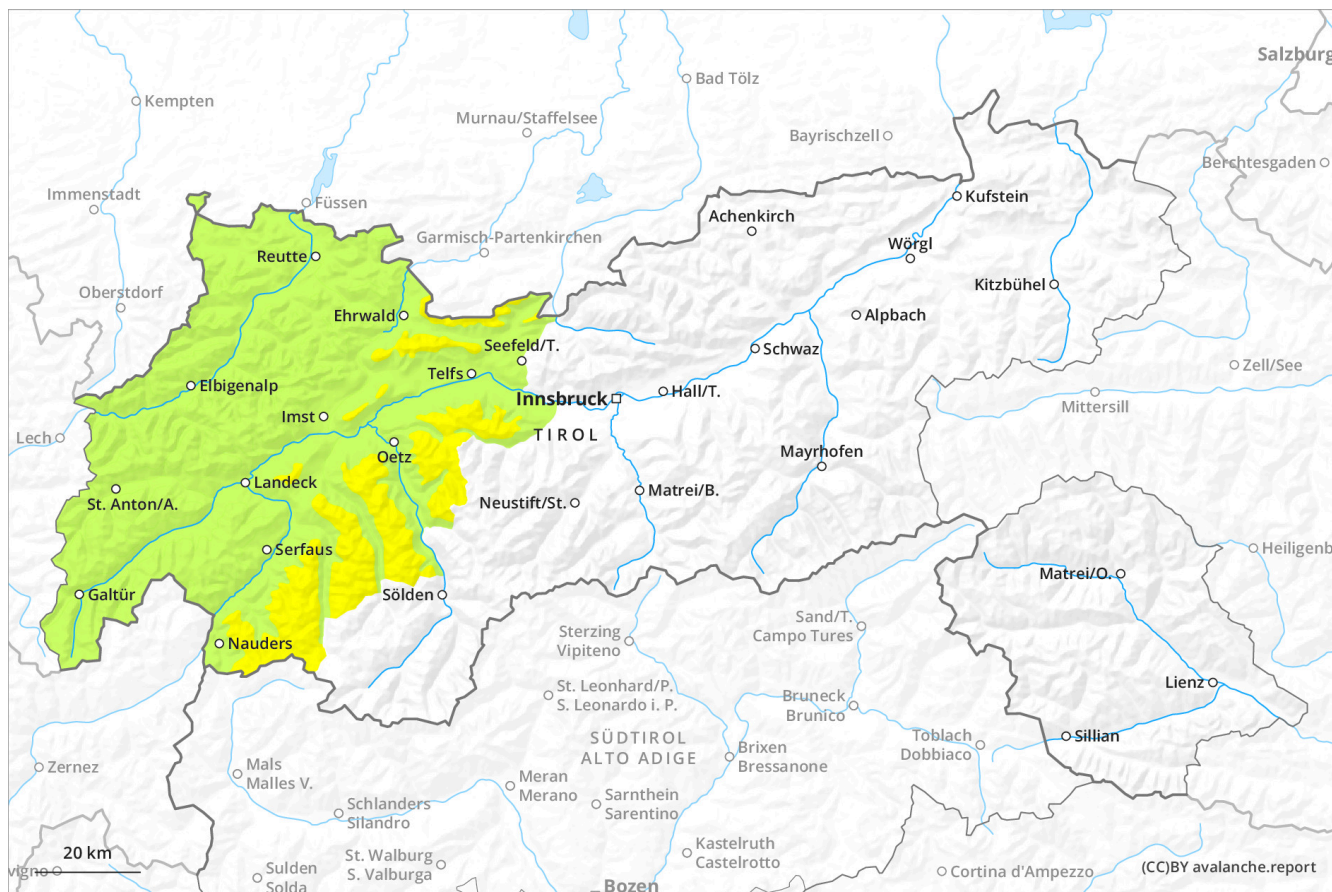 Salzburg
Bad Tölz
Kempten
Murnau/Staffelsee
Bayrischzell
Berchtesgaden
Immenstadt
Füssen
Kufstein
Achenkirch
Garmisch-Partenkirchen
Wörgl
Reutte
Kitzbühel
Oberstdorf
Ehrwald
Alpbach
Seefeld/T.
Schwaz
Zell/See
Telfs
Elbigenalp
Hall/T.
Innsbruck
Mittersill
Imst
TIROL
Lech
Mayrhofen
Oetz
Landeck
Matrei/B.
St. Anton/A.
Neustift/St.
Serfaus
Heiligenb
Matrei/O.
Galtür
Sölden
Sand/T.
Campo Tures
Sterzing
Vipiteno
Nauders
Lienz
St. Leonhard/P.
S. Leonardo i. P.
Bruneck
Brunico
Sillian
SÜDTIROL
ALTO ADIGE
Toblach
Dobbiaco
Brixen
Bressanone
Zernez
Mals
Malles V.
Meran
Merano
Sarnthein
Sarentino
Schlanders
Silandro
Kastelruth
Castelrotto
20 km
St. Walburg
S. Valburga
vigno
Sulden
Solda
Bozen
Cortina d'Ampezzo
(CC)BY avalanche.report